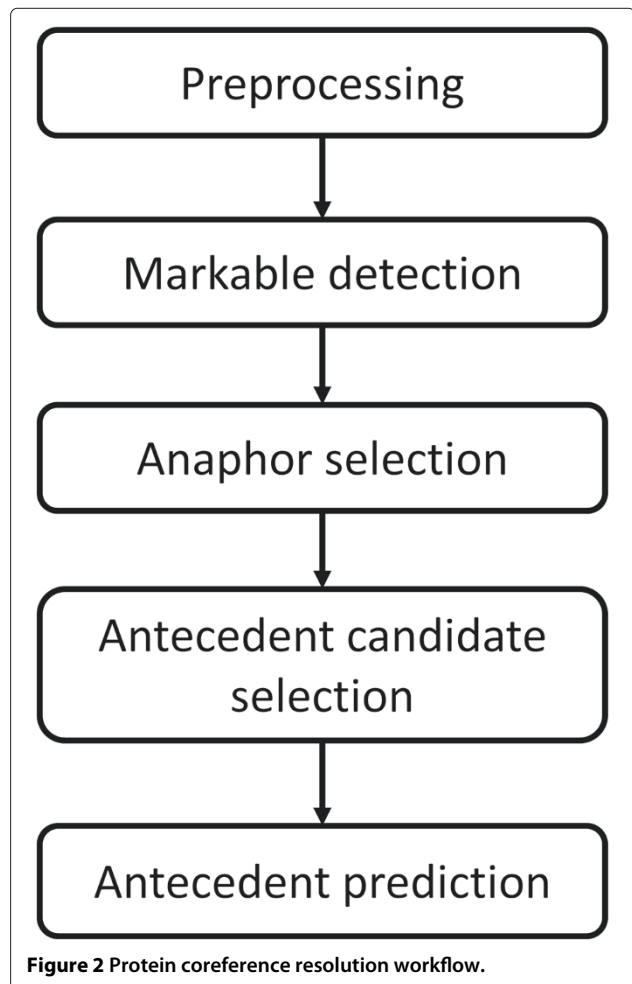 Preprocessing
Markable detection
Anaphor selection
Antecedent candidate
selection
Antecedent prediction
Figure 2 Protein coreference resolution workflow.